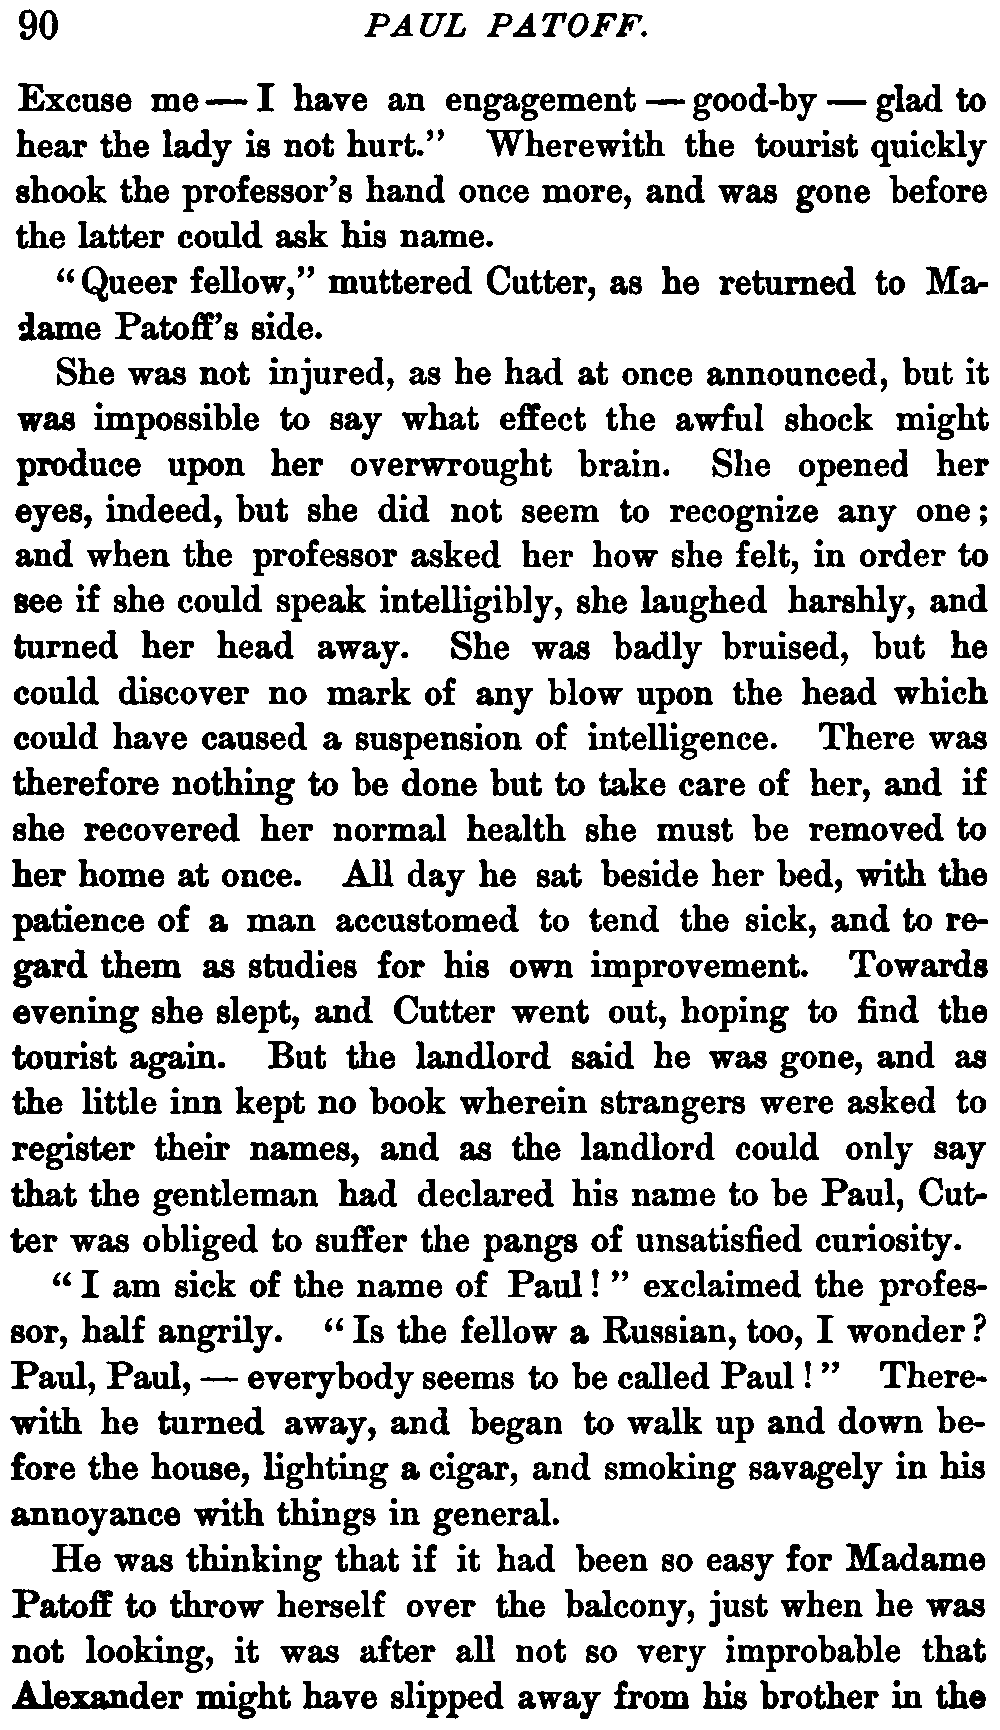 90 PAUL PATOFF.
Excuse me — I have an engagement — good-by — glad to
hear the lady is not hurt." Wherewith the tourist quickly
shook the professor's hand once more, and was gone before
the latter could ask his name.
"Queer fellow," muttered Cutter, as he returned to Ma-
dame Patoff's side.
She was not injured, as he had at once announced, but it
was impossible to say what effect the awful shock might
produce upon her overwrought brain. She opened her
eyes, indeed, but she did not seem to recognize any one;
and when the professor asked her how she felt, in order to
see if she could speak intelligibly, she laughed harshly, and
turned her head away. She was badly bruised, but he
could discover no mark of any blow upon the head which
could have caused a suspension of intelligence. There was
therefore nothing to be done but to take care of her, and if
she recovered her normal health she must be removed to
her home at once. All day he sat beside her bed, with the
patience of a man accustomed to tend the sick, and to re-
gard them as studies for his own improvement. Towards
evening she slept, and Cutter went out, hoping to find the
tourist again. But the landlord said he was gone, and as
the little inn kept no book wherein strangers were asked to
register their names, and as the landlord could only say
that the gentleman had declared his name to be Paul, Cut-
ter was obliged to suffer the pangs of unsatisfied curiosity.
"I am sick of the name of Paul!" exclaimed the profes-
sor, half angrily. "Is the fellow a Russian, too, I wonder?
Paul, Paul, — everybody seems to be called Paul!" There-
with he turned away, and began to walk up and down be-
fore the house, lighting a cigar, and smoking savagely in his
annoyance with things in general.
He was thinking that if it had been so easy for Madame
Patoff to throw herself over the balcony, just when he was
not looking, it was after all not so very improbable that
Alexander might have slipped away from his brother in the